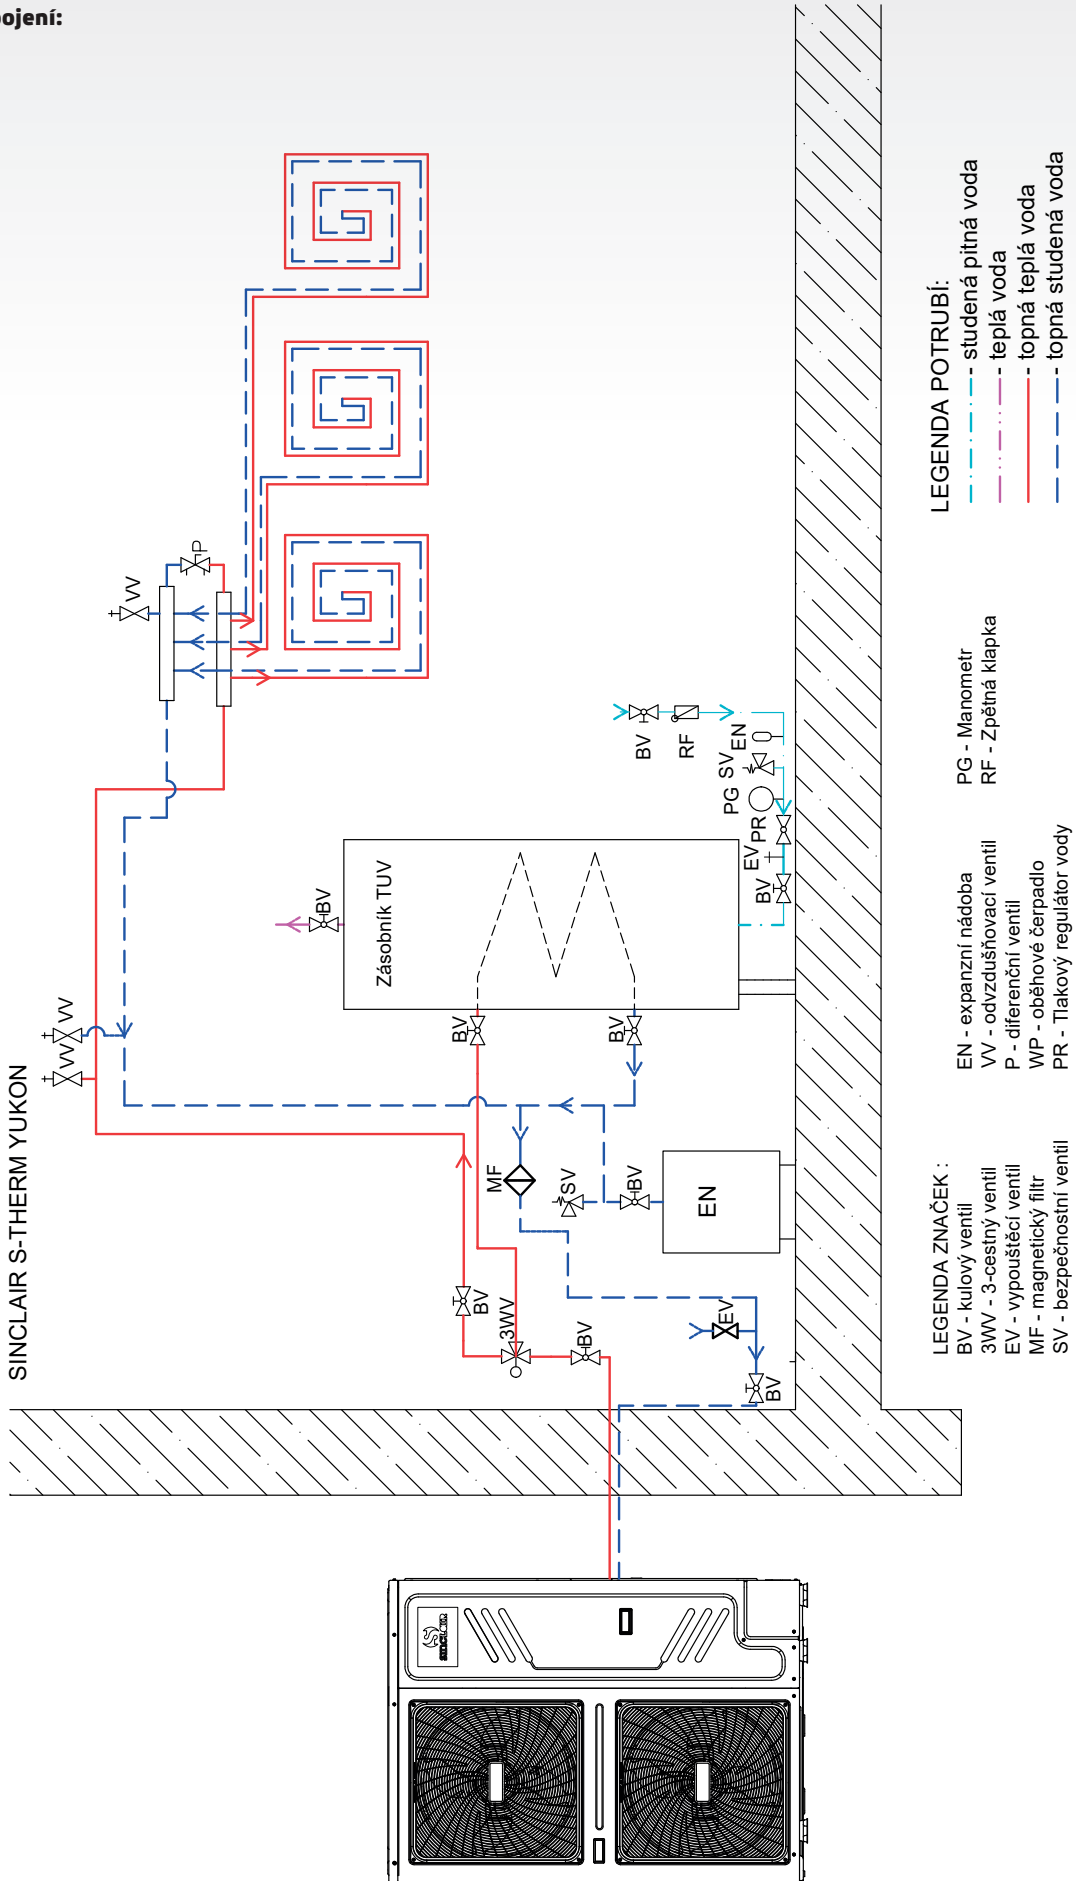 ojení:
SINCLAIR S-THERM YUKON
VV
VV
VV
P
BV
Zásobník TUV
BV
BV
BV
RF
EN
SV
PG
PR
EV
BV
MF
SV
BV
EN
BV
3WV
BV
EV
BV
SINCLAIR
LEGENDA ZNAČEK :
BV - kulový ventil
3WV - 3-cestný ventil
EV - vypouštěcí ventil
MF - magnetický filtr
SV - bezpečnostní ventil
EN - expanzní nádoba
VV - odvzdušňovací ventil
P - diferenční ventil
WP - oběhové čerpadlo
PR - Tlakový regulátor vody
PG - Manometr
RF - Zpětná klapka
LEGENDA POTRUBÍ:
- studená pitná voda
- teplá voda
- topná teplá voda
- topná studená voda